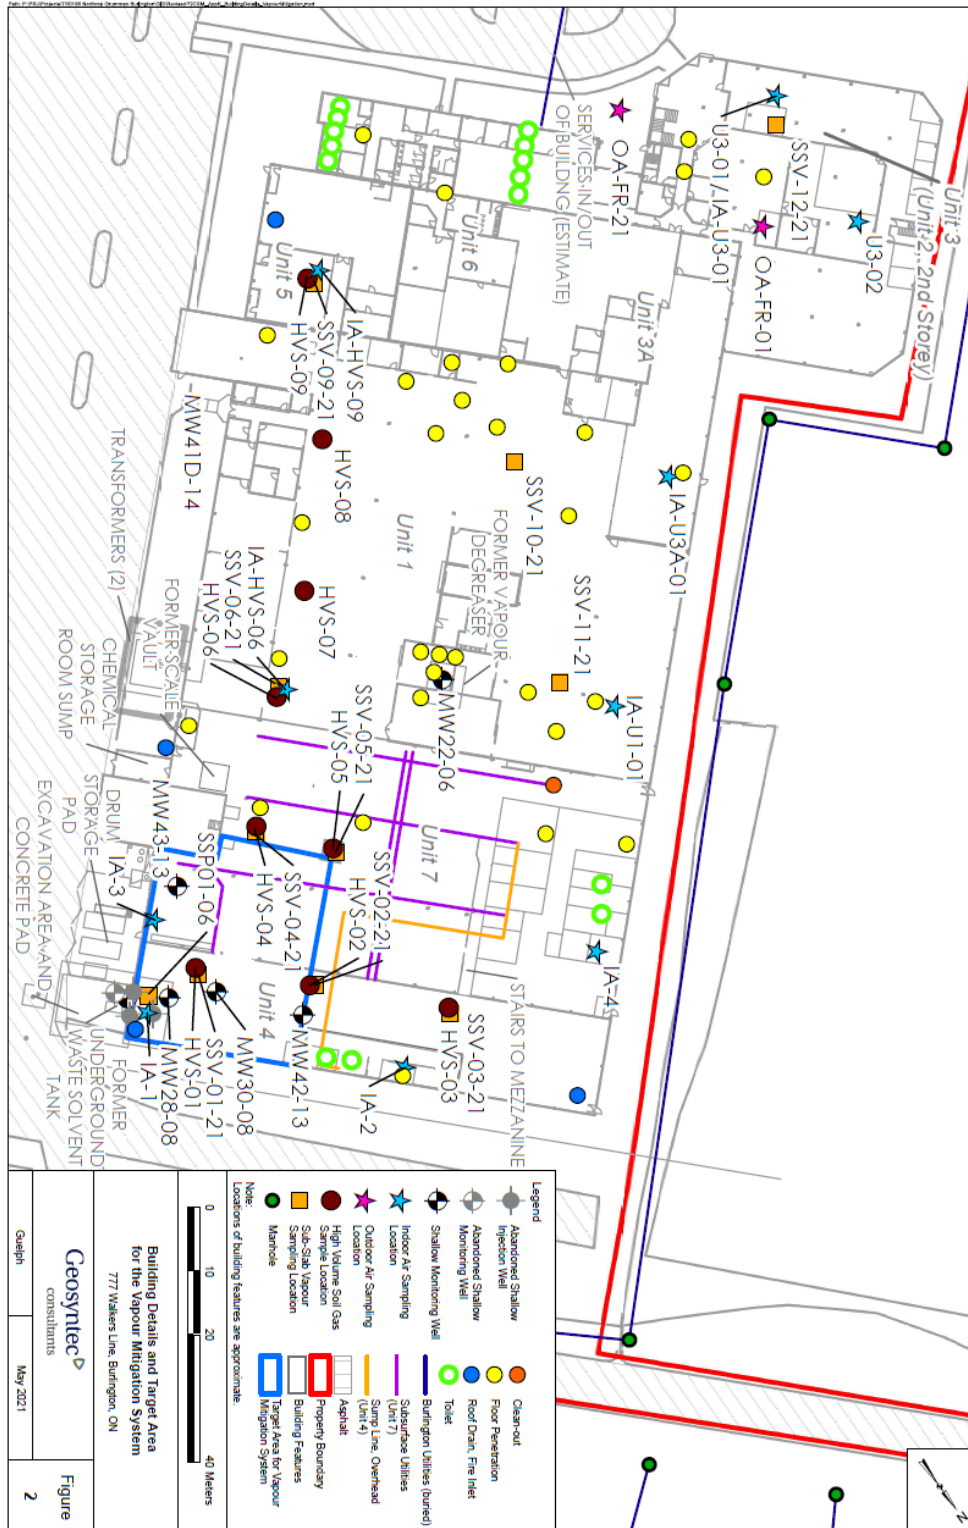 SERVICES IN/OUT
OF BUILDING (ESTIMATE)
OA-FR-21
U3-01/IA-U3-01
SSV-12-21
OA-FR-01
U3-02
Unit 3
(Unit 2, 2nd Storey)
Unit 3A
Unit 6
Unit 5
IA-HVS-09
SSV-09-21
HVS-09
HVS-08
MW41D-14
TRANSFORMERS (2)
Unit 1
SSV-10-21
IA-U3A-01
FORMER VAPOUR
DEGREASER
SSV-11-21
IA-U1-01
HVS-07
IA-HVS-06
SSV-06-21
HVS-06
FORMER SCALE
VAULT
CHEMICAL
STORAGE
ROOM SUMP
MW22-06
SSV-05-21
HVS-05
Unit 7
SSV-02-21
HVS-02
SSV-04-21
HVS-04
MW43-13
SSP01-06
IA-3
DRUM
STORAGE
PAD
EXCAVATION AREA AND
CONCRETE PAD
Unit 4
IA-4
STAIRS TO MEZZANINE
SSV-03-21
HVS-03
IA-2
MW42-13
MW30-08
SSV-01-21
HVS-01
MW28-08
IA-1
FORMER
UNDERGROUND
WASTE SOLVENT
TANK
Legend
Abandoned Shallow
Injection Well
Abandoned Shallow
Monitoring Well
Shallow Monitoring Well
Indoor Air Sampling
Location
Outdoor Air Sampling
Location
High Volume Soil Gas
Sample Location
Sub-Slab Vapour
Sampling Location
Manhole
Clean-out
Floor Penetration
Roof Drain, Fire Inlet
Toilet
Burlington Utilities (buried)
Subsurface Utilities
(Unit 7)
Sump Line, Overhead
(Unit 4)
Asphalt
Property Boundary
Building Features
Target Area for Vapour
Mitigation System
Note:
Locations of building features are approximate.
0 10 20 40 Meters
Building Details and Target Area
for the Vapour Mitigation System
777 Walkers Line, Burlington, ON
Geosyntec
consultants
Guelph
May 2021
Figure
2
N